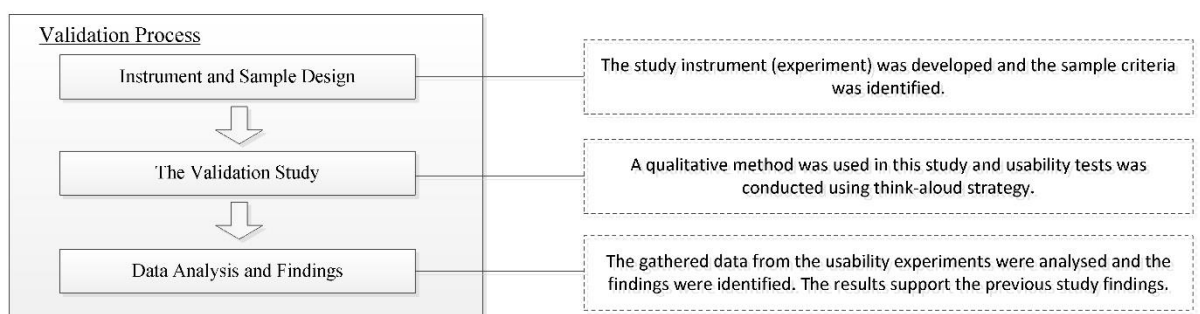 Validation Process
Instrument and Sample Design
The study instrument (experiment) was developed and the sample criteria
was identified.
The Validation Study
A qualitative method was used in this study and usability tests was
conducted using think-aloud strategy.
Data Analysis and Findings
The gathered data from the usability experiments were analysed and the
findings were identified. The results support the previous study findings.